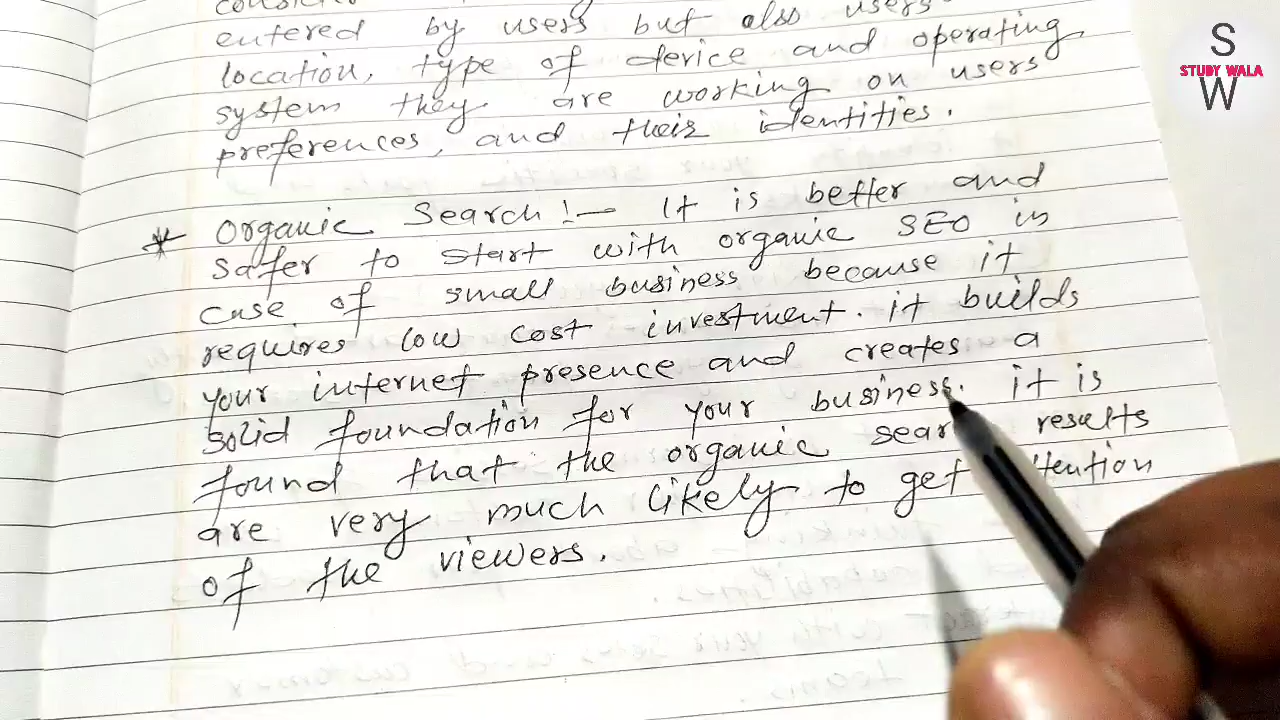 entered by users but also users
location, type of device and operating
system they are working on users
preferences, and their identities.
* Organic Search :- It is better and
safer to start with organic SEO in
case of small business because it
requires low cost investment. it builds
your internet presence and creates a
solid foundation for your business. it is
found that the organic results
are very much likely to get
of the viewers.
S
STUDY WALA
W